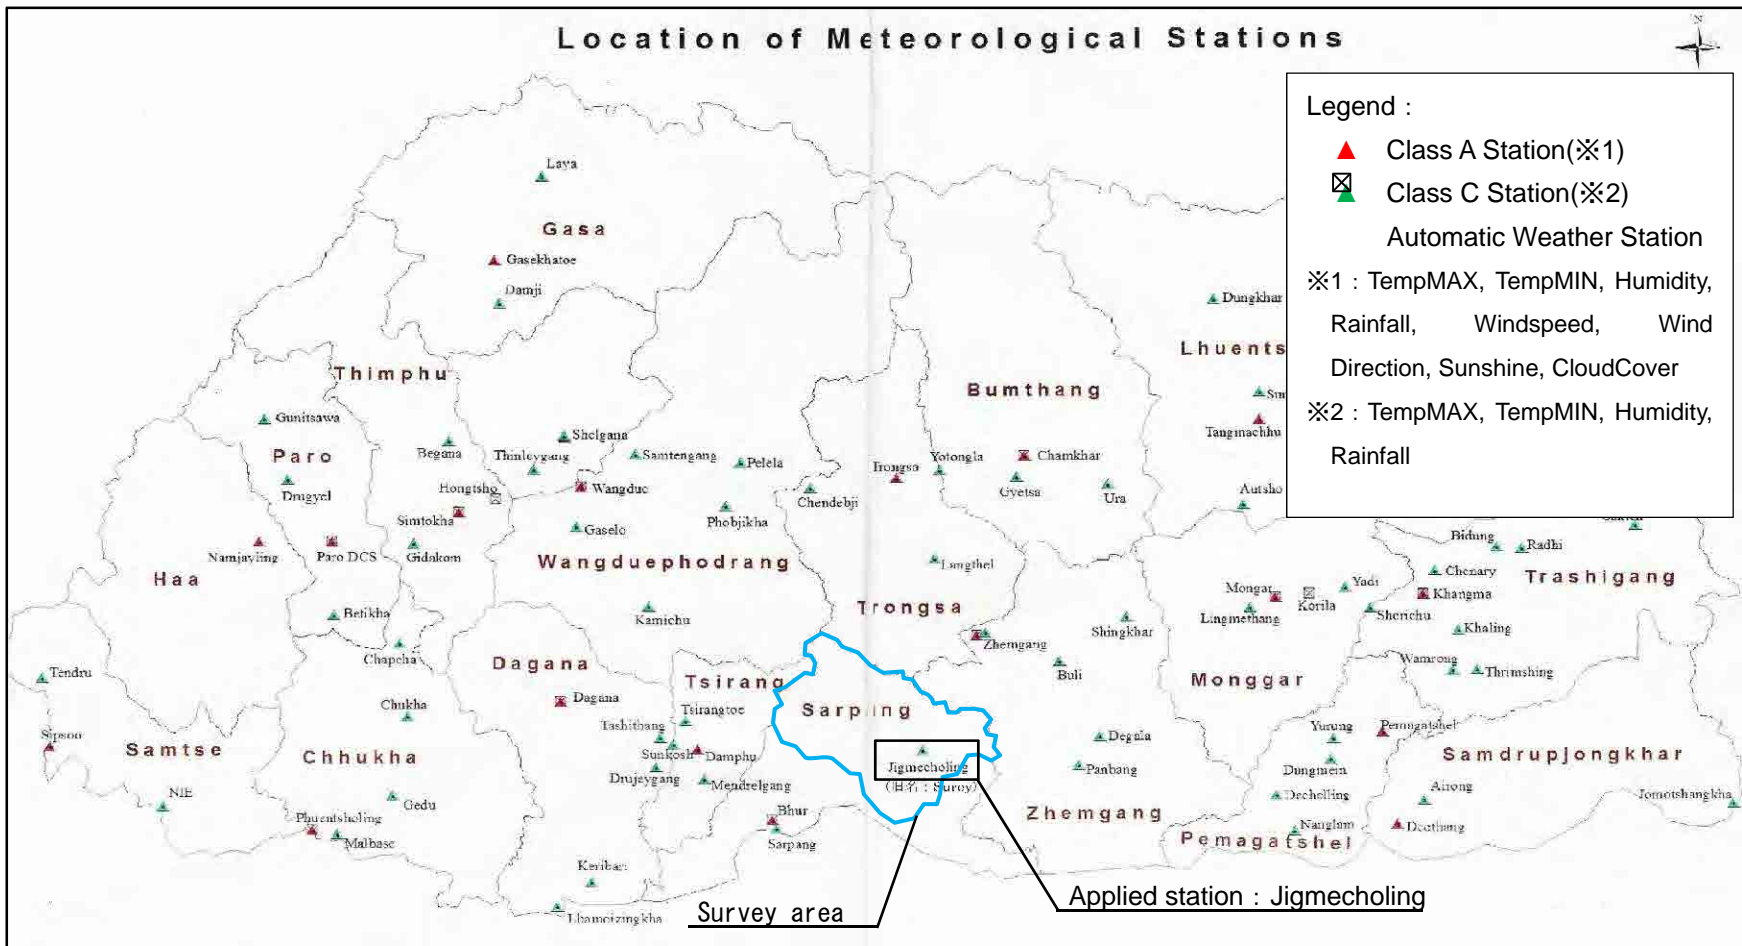 Location of Meteorological Stations
N
Legend :
Class A Station(※1)
Class C Station(※2)
Automatic Weather Station
※1 : TempMAX, TempMIN, Humidity,
Rainfall, Windspeed, Wind
Direction, Sunshine, CloudCover
※2 : TempMAX, TempMIN, Humidity,
Rainfall
Laya
Gasa
Gasekhatoe
Damji
Dungkhar
Lhuents
Thimphu
Bumthang
Gunitsawa
Tangmachhu
Paro
Begana
Shelgana
Thinleygang
Samtengang
Pelela
Yotongla
Chamkhar
Drugyel
Hongtsho
Wangdue
Chendebji
Gyetsa
Ura
Autsho
Simtokha
Gaselo
Phobjikha
Namjayling
Paro DCS
Gidakom
Wangduephodrang
Haa
Langthel
Bidung
Radhi
Chenary
Trashigang
Mongar
Korila
Yadi
Khangma
Lingmethang
Sherichu
Betikha
Kamichu
Trongsa
Shingkhar
Khaling
Chapcha
Zhemgang
Buli
Wamrong
Thrimshing
Tendru
Dagana
Dagana
Tsirang
Monggar
Chukha
Tsirangtoe
Sarpang
Yurung
Pemagatshel
Sipsoo
Samtse
Chhukha
Tashithang
Sunkosh
Damphu
Degala
Samdrupjongkhar
Jigmecholing
(旧名 : Surey)
Drujeygang
Mendrelgang
Panbang
Dungmein
NIE
Gedu
Zhemgang
Dechelling
Jomotshangkha
Phuentsholing
Malbase
Bhur
Sarpang
Pemagatshel
Nanglam
Deothang
Keribari
Lhamoizingkha
Survey area
Applied station : Jigmecholing